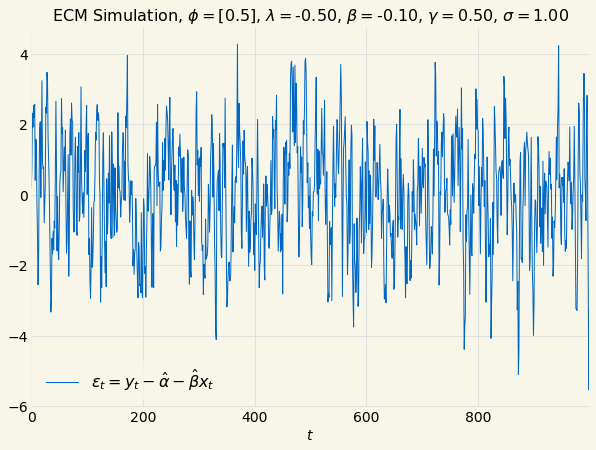 ECM Simulation, ϕ = [0.5], λ = -0.50, β = -0.10, γ = 0.50, σ = 1.00
4
2
0
−2
−4
−6
ε_t = y_t − α̂ − β̂x_t
0 200 400 600 800
t